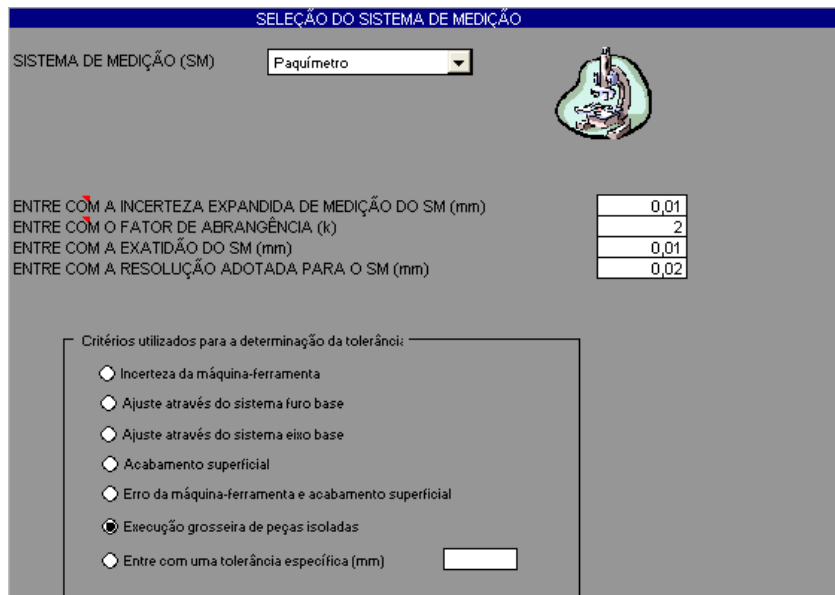 SELEÇÃO DO SISTEMA DE MEDIÇÃO
SISTEMA DE MEDIÇÃO (SM) Paquímetro
ENTRE COM A INCERTEZA EXPANDIDA DE MEDIÇÃO DO SM (mm) 0,01
ENTRE COM O FATOR DE ABRANGÊNCIA (k) 2
ENTRE COM A EXATIDÃO DO SM (mm) 0,01
ENTRE COM A RESOLUÇÃO ADOTADA PARA O SM (mm) 0,02
Critérios utilizados para a determinação da tolerância
Incerteza da máquina-ferramenta
Ajuste através do sistema furo base
Ajuste através do sistema eixo base
Acabamento superficial
Erro da máquina-ferramenta e acabamento superficial
Execução grosseira de peças isoladas
Entre com uma tolerância específica (mm)